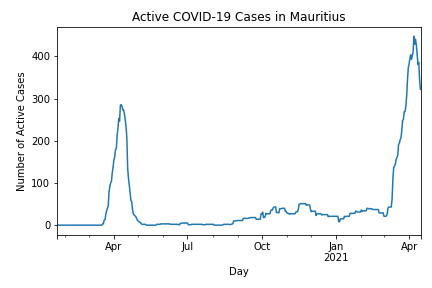 Active COVID-19 Cases in Mauritius
Number of Active Cases
400
300
200
100
0
Apr
Jul
Oct
Jan
2021
Apr
Day